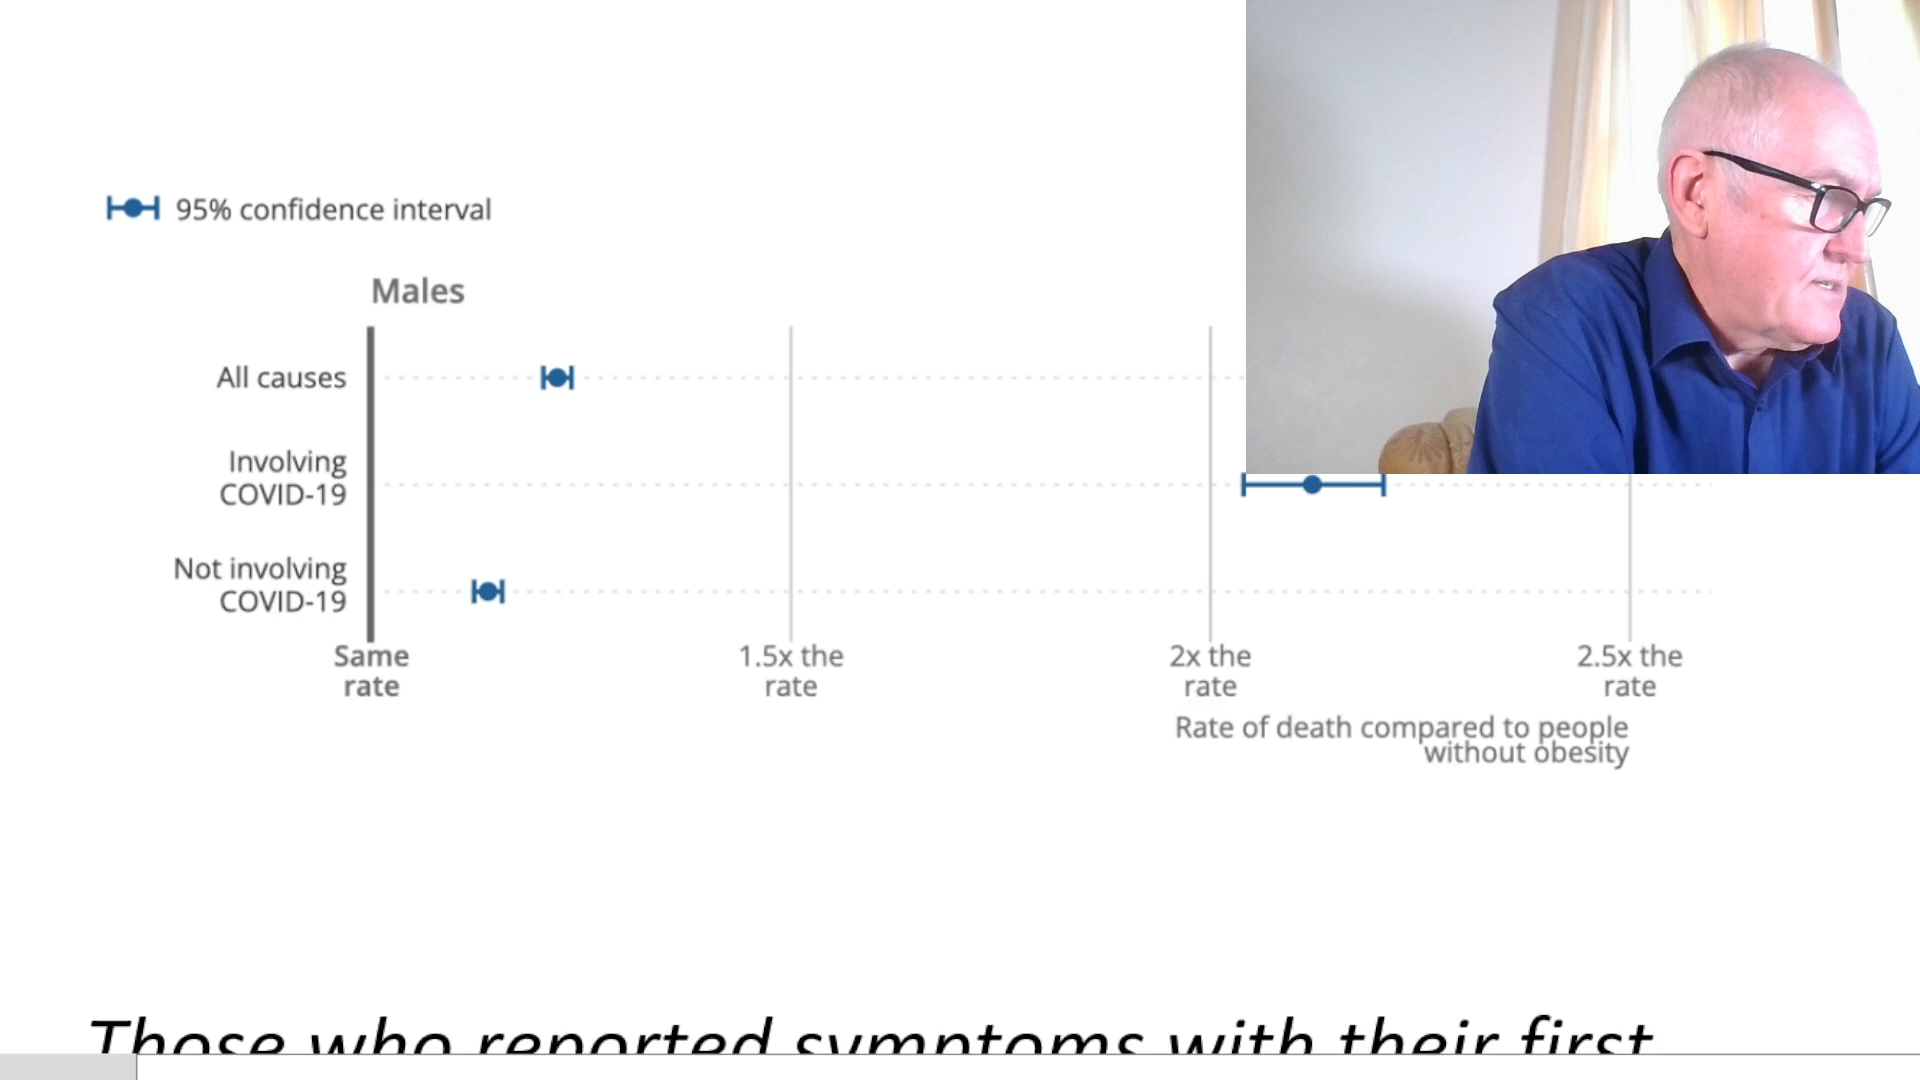 95% confidence interval
Males
All causes
Involving
COVID-19
Not involving
COVID-19
Same
rate
1.5x the
rate
2x the
rate
2.5x the
rate
Rate of death compared to people
without obesity
Those who reported symptoms with their first